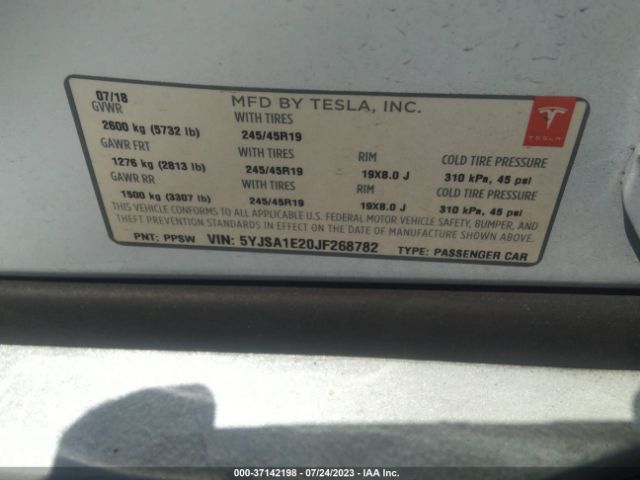 07/18 MFD BY TESLA, INC.
GVWR WITH TIRES
2600 kg (5732 lb) 245/45R19
GAWR FRT WITH TIRES RIM COLD TIRE PRESSURE
1276 kg (2813 lb) 245/45R19 19X8.0 J 310 kPa, 45 psi
GAWR RR WITH TIRES RIM COLD TIRE PRESSURE
1500 kg (3307 lb) 245/45R19 19X8.0 J 310 kPa, 45 psi
THIS VEHICLE CONFORMS TO ALL APPLICABLE U.S. FEDERAL MOTOR VEHICLE SAFETY, BUMPER, AND
THEFT PREVENTION STANDARDS IN EFFECT ON THE DATE OF MANUFACTURE SHOWN ABOVE.
PNT: PPSW VIN: 5YJSA1E20JF268782 TYPE: PASSENGER CAR
TESLA
000-37142198 - 07/24/2023 - IAA Inc.